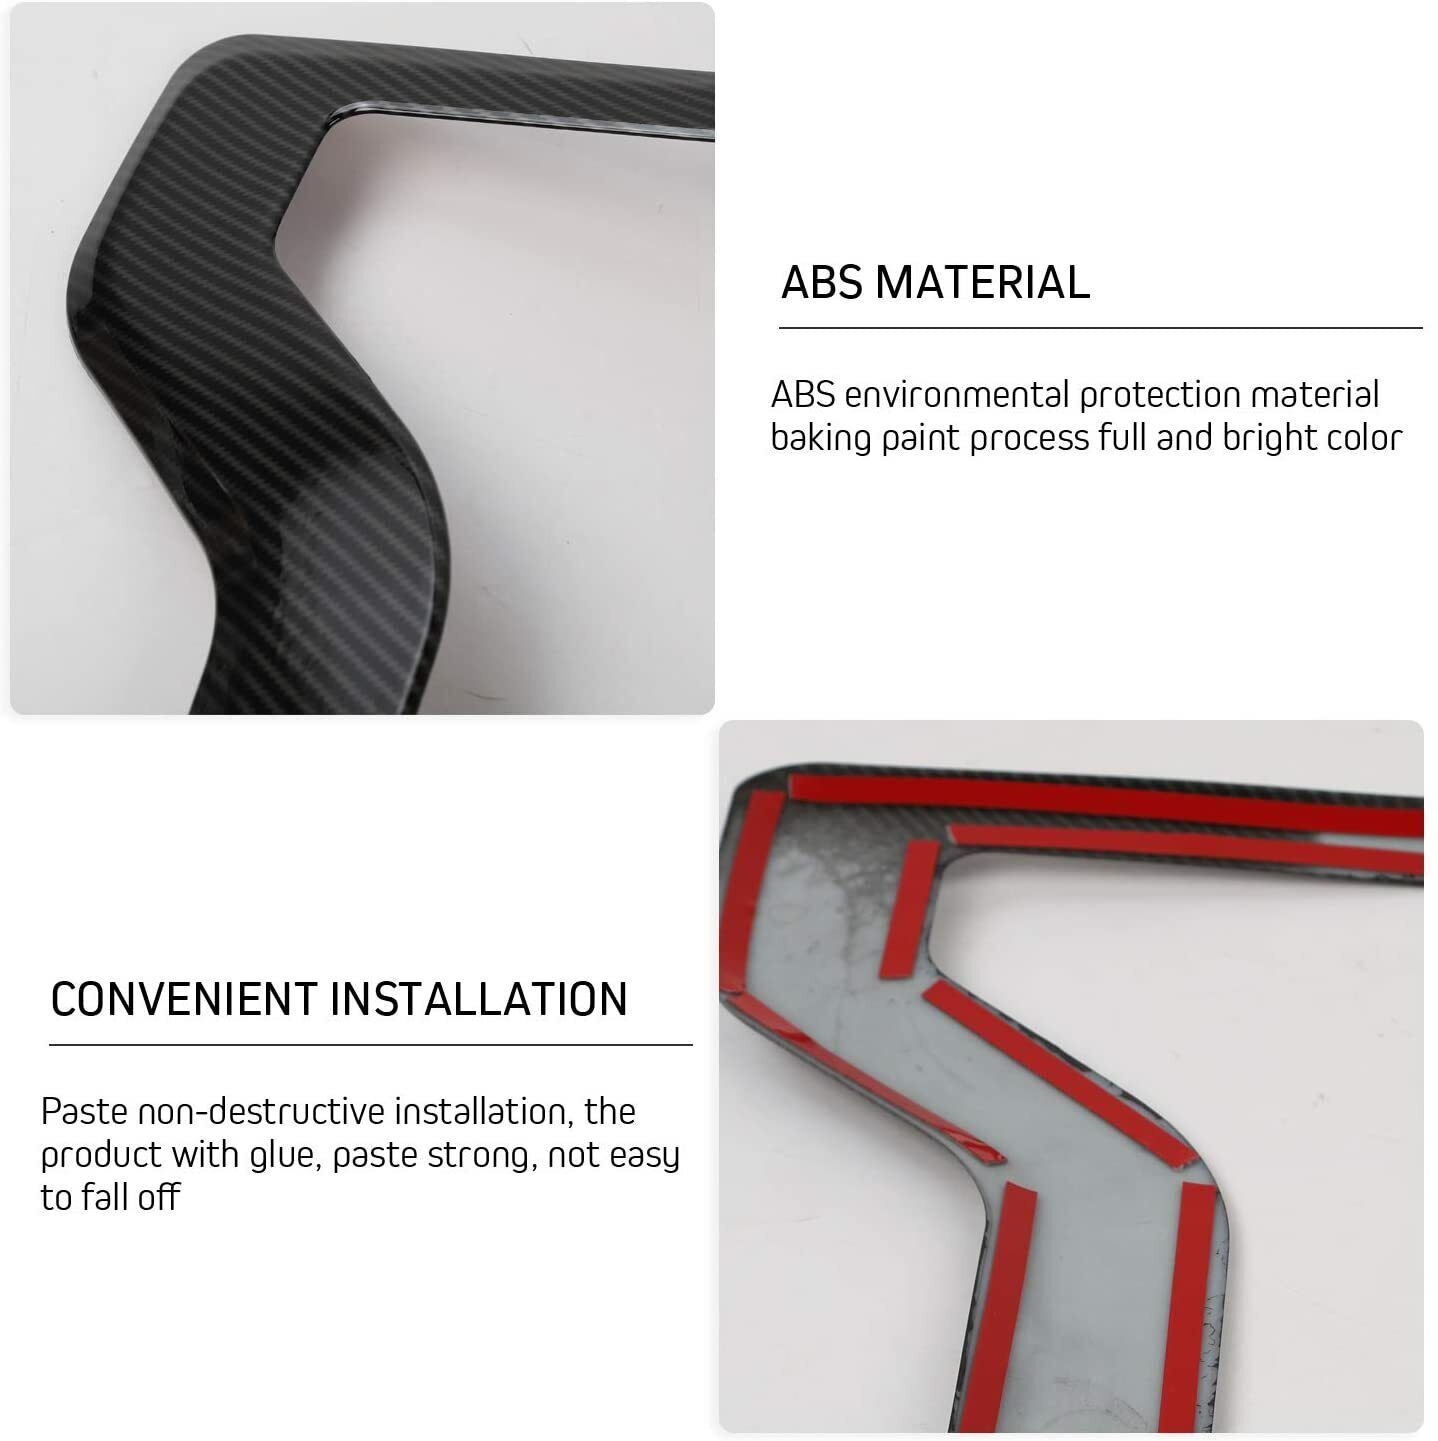 ABS MATERIAL
ABS environmental protection material
baking paint process full and bright color
CONVENIENT INSTALLATION
Paste non-destructive installation, the
product with glue, paste strong, not easy
to fall off